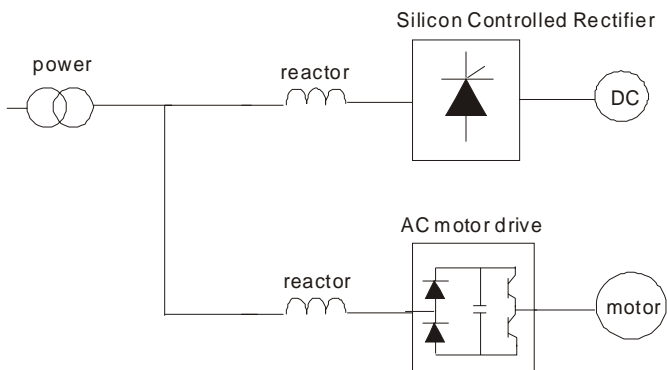 Silicon Controlled Rectifier
power
reactor
DC
AC motor drive
reactor
motor